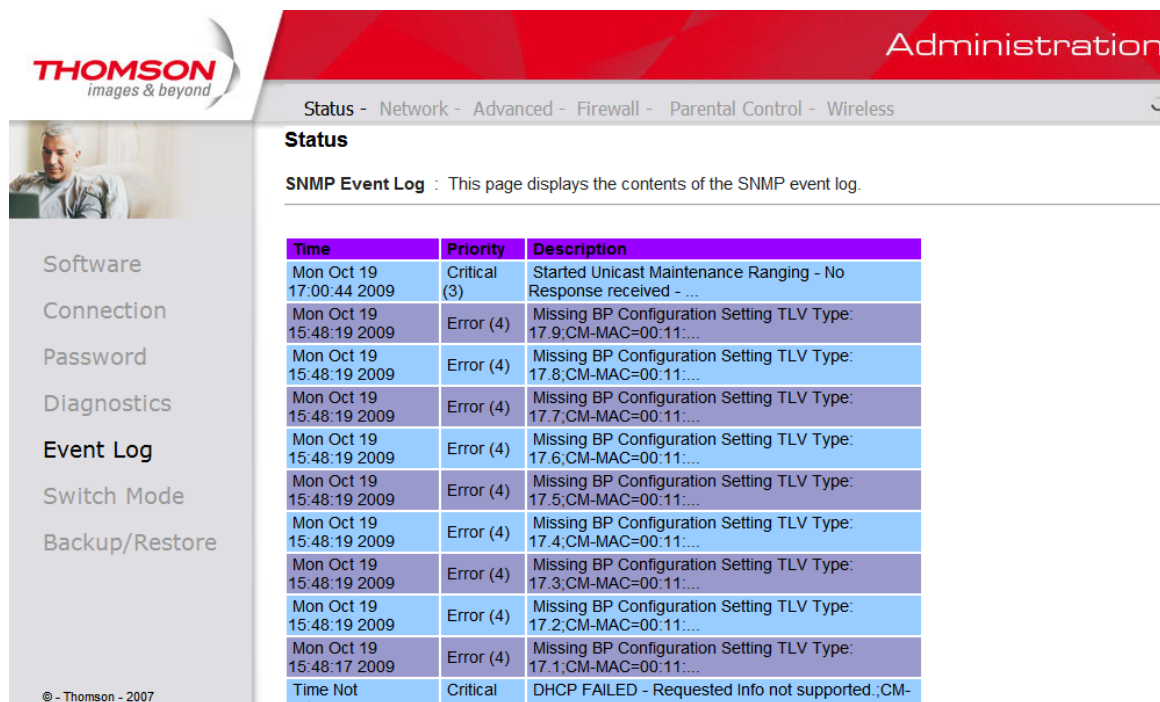 THOMSON
images & beyond
Administration
Status - Network - Advanced - Firewall - Parental Control - Wireless
Status
SNMP Event Log : This page displays the contents of the SNMP event log.
Software
Connection
Password
Diagnostics
Event Log
Switch Mode
Backup/Restore
© - Thomson - 2007
Time Priority Description
Mon Oct 19 Critical Started Unicast Maintenance Ranging - No
17:00:44 2009 (3) Response received - ...
Mon Oct 19 Error (4) Missing BP Configuration Setting TLV Type:
15:48:19 2009 17.9;CM-MAC=00:11:...
Mon Oct 19 Error (4) Missing BP Configuration Setting TLV Type:
15:48:19 2009 17.8;CM-MAC=00:11:...
Mon Oct 19 Error (4) Missing BP Configuration Setting TLV Type:
15:48:19 2009 17.7;CM-MAC=00:11:...
Mon Oct 19 Error (4) Missing BP Configuration Setting TLV Type:
15:48:19 2009 17.6;CM-MAC=00:11:...
Mon Oct 19 Error (4) Missing BP Configuration Setting TLV Type:
15:48:19 2009 17.5;CM-MAC=00:11:...
Mon Oct 19 Error (4) Missing BP Configuration Setting TLV Type:
15:48:19 2009 17.4;CM-MAC=00:11:...
Mon Oct 19 Error (4) Missing BP Configuration Setting TLV Type:
15:48:19 2009 17.3;CM-MAC=00:11:...
Mon Oct 19 Error (4) Missing BP Configuration Setting TLV Type:
15:48:19 2009 17.2;CM-MAC=00:11:...
Mon Oct 19 Error (4) Missing BP Configuration Setting TLV Type:
15:48:17 2009 17.1;CM-MAC=00:11:...
Time Not Critical DHCP FAILED - Requested Info not supported.;CM-